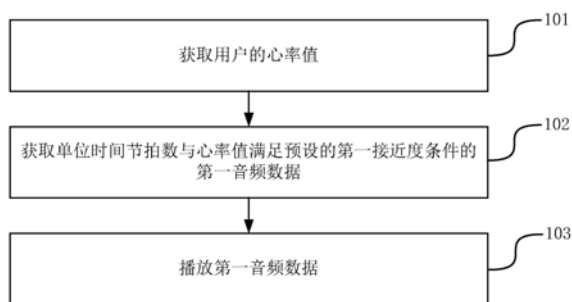 101
获取用户的心率值
102
获取单位时间节拍数与心率值满足预设的第一接近度条件的
第一音频数据
103
播放第一音频数据